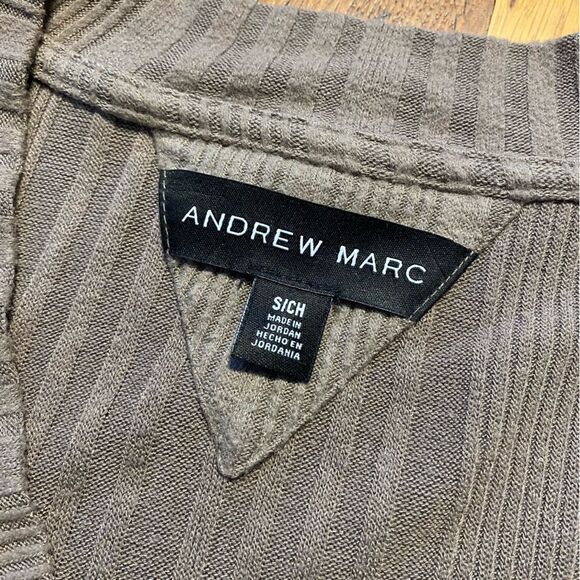 ANDREW MARC
S/CH
MADE IN
JORDAN
HECHO EN
JORDANIA